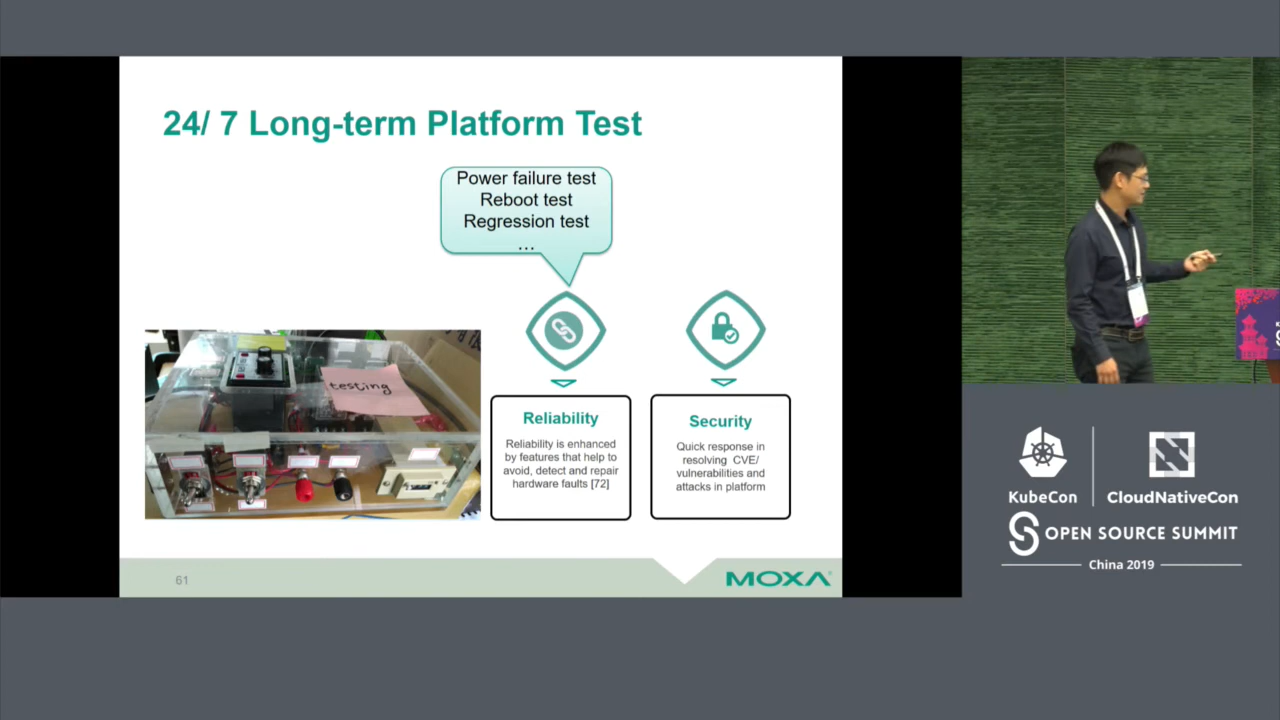 24/ 7 Long-term Platform Test
Power failure test
Reboot test
Regression test
...
testing
Reliability
Reliability is enhanced
by features that help to
avoid, detect and repair
hardware faults [72]
Security
Quick response in
resolving CVE/
vulnerabilities and
attacks in platform
61
MOXA
KubeCon
CloudNativeCon
OPEN SOURCE SUMMIT
China 2019